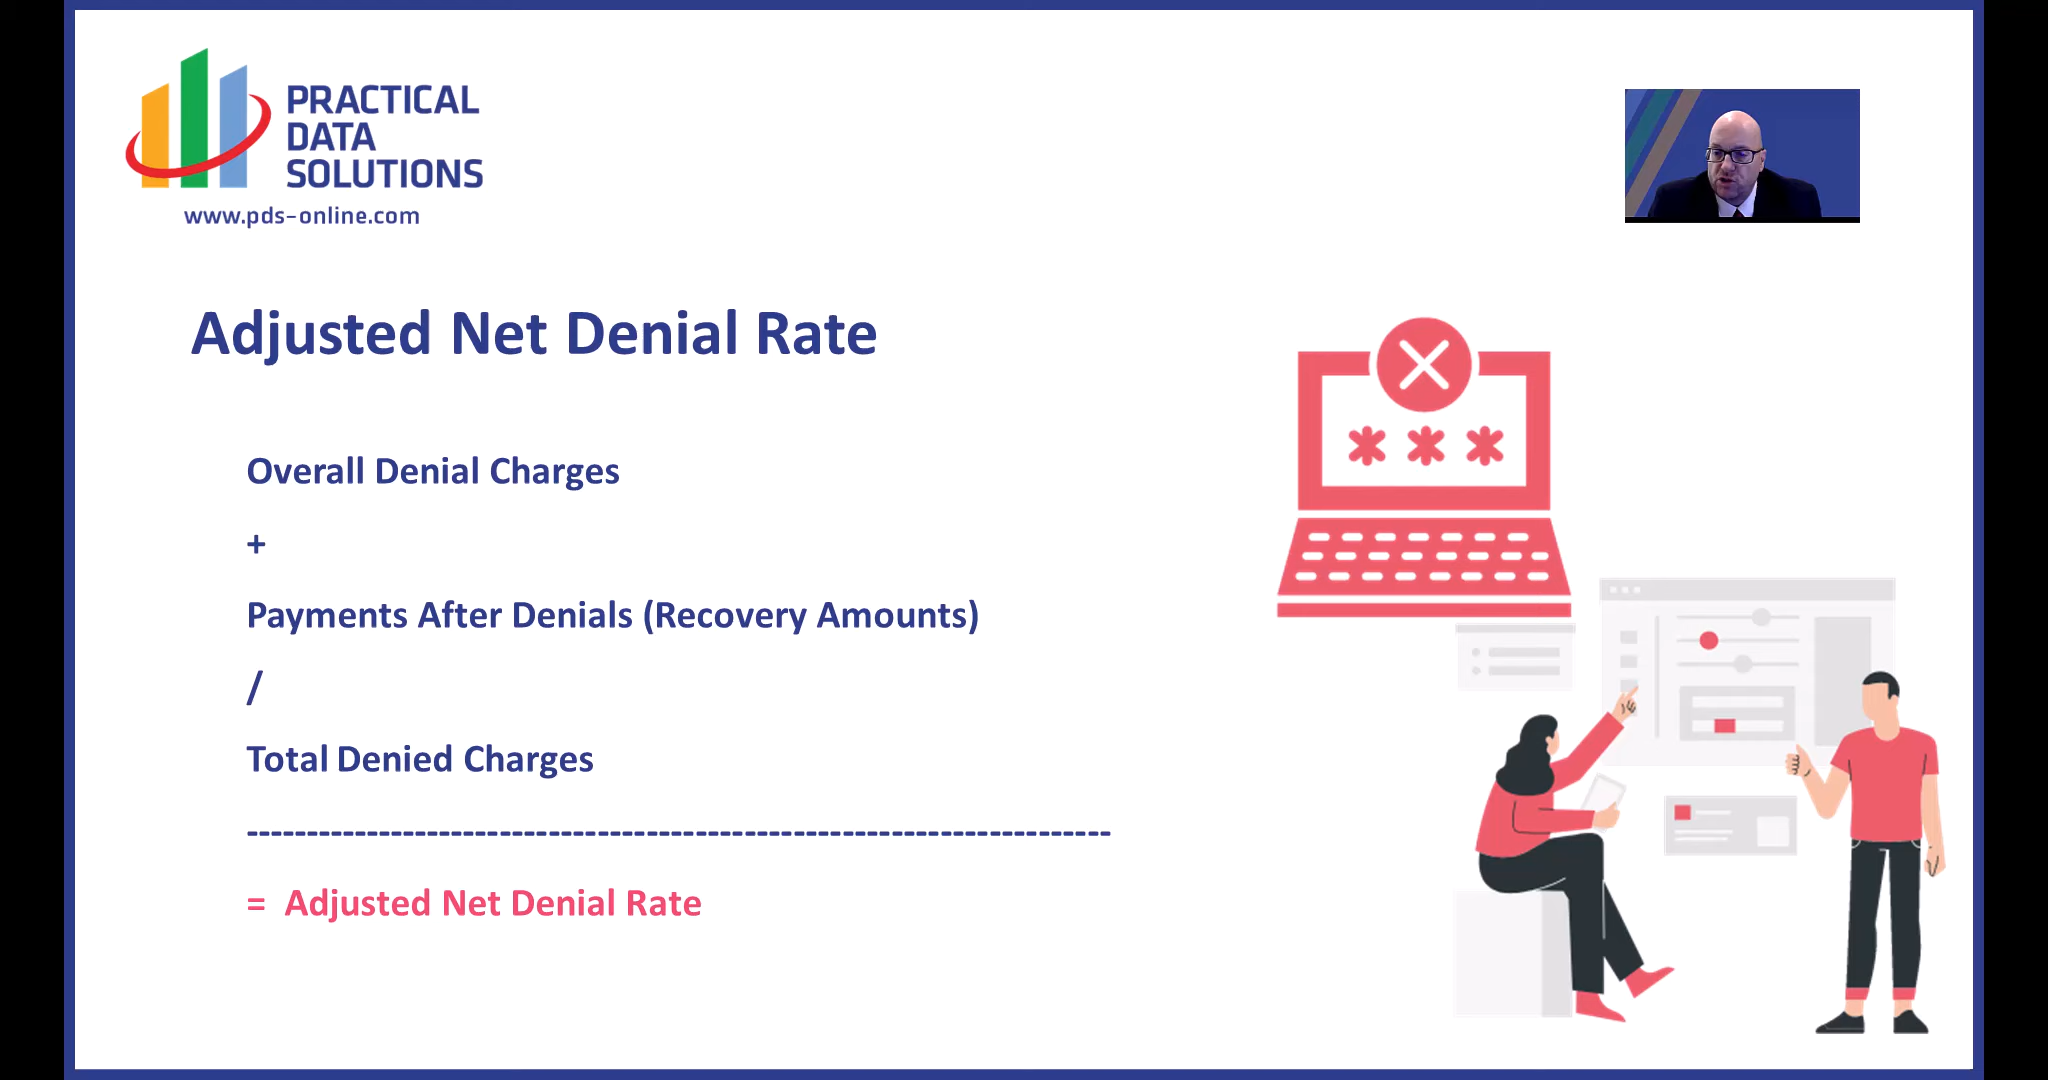 PRACTICAL
DATA
SOLUTIONS
www.pds-online.com
Adjusted Net Denial Rate
Overall Denial Charges
+
Payments After Denials (Recovery Amounts)
/
Total Denied Charges
------------------------------------------------------------------------
= Adjusted Net Denial Rate